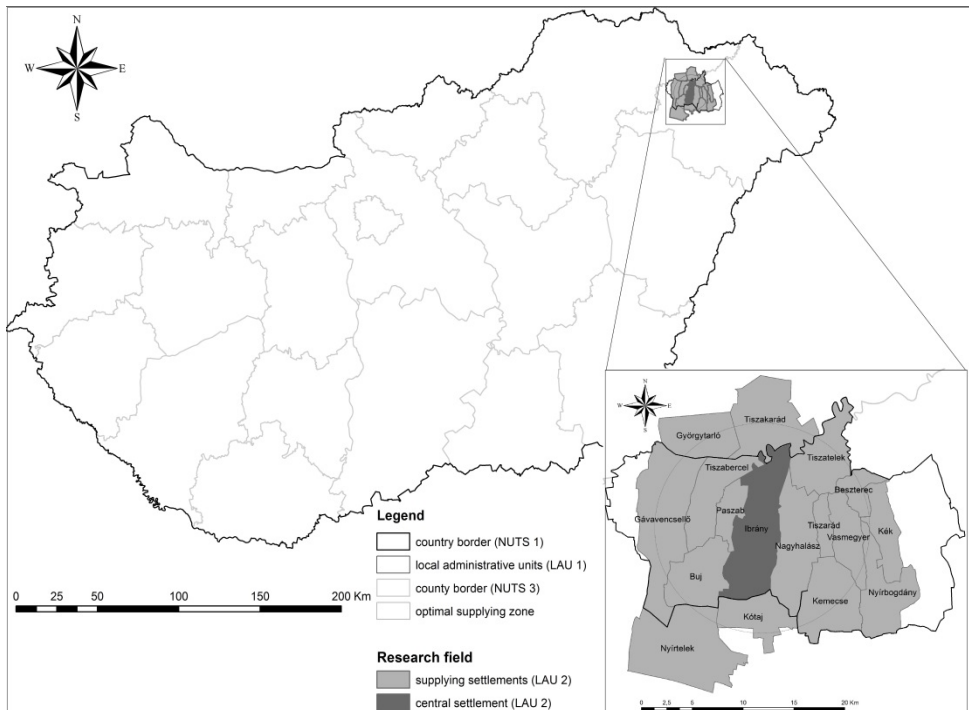 N
W E
S
Legend
country border (NUTS 1)
local administrative units (LAU 1)
county border (NUTS 3)
optimal supplying zone
0 25 50 100 150 200 Km
Research field
supplying settlements (LAU 2)
central settlement (LAU 2)
N
W E
S
Tiszakarád
Györgytarló
Tiszatelek
Tiszabercel
Beszterec
Paszab
Gávavencsellő
Ibrány
Tiszarád
Kék
Vasmegyer
Nagyhalász
Buj
Nyírbogdány
Kemecse
Kótaj
Nyírtelek
0 2,5 5 10 15 20 Km